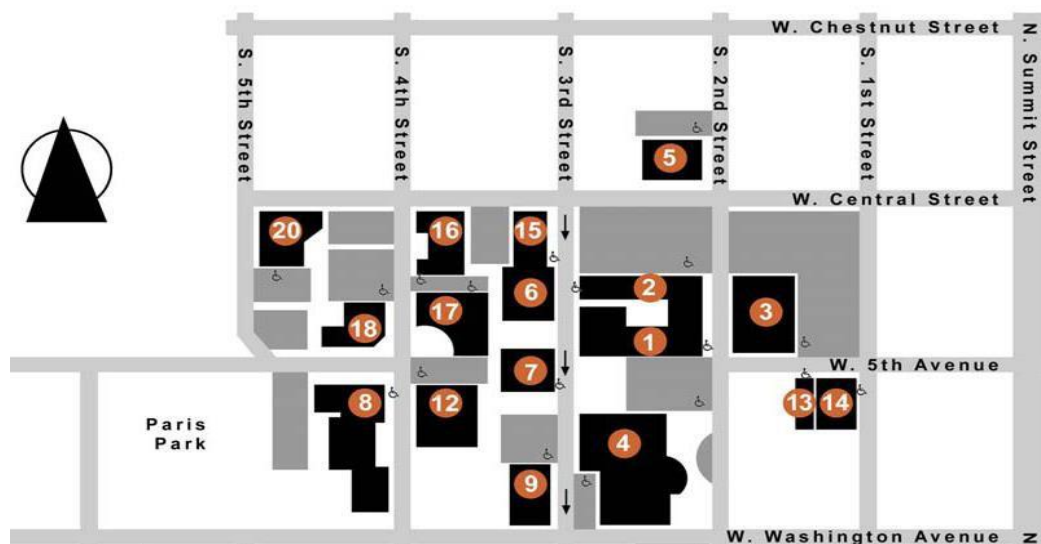 W. Chestnut Street
N. Summit Street
S. 5th Street
S. 4th Street
S. 3rd Street
S. 2nd Street
S. 1st Street
5
W. Central Street
20
16
15
2
6
17
3
18
1
W. 5th Avenue
7
8
12
13
14
Paris
Park
4
9
W. Washington Avenue
N